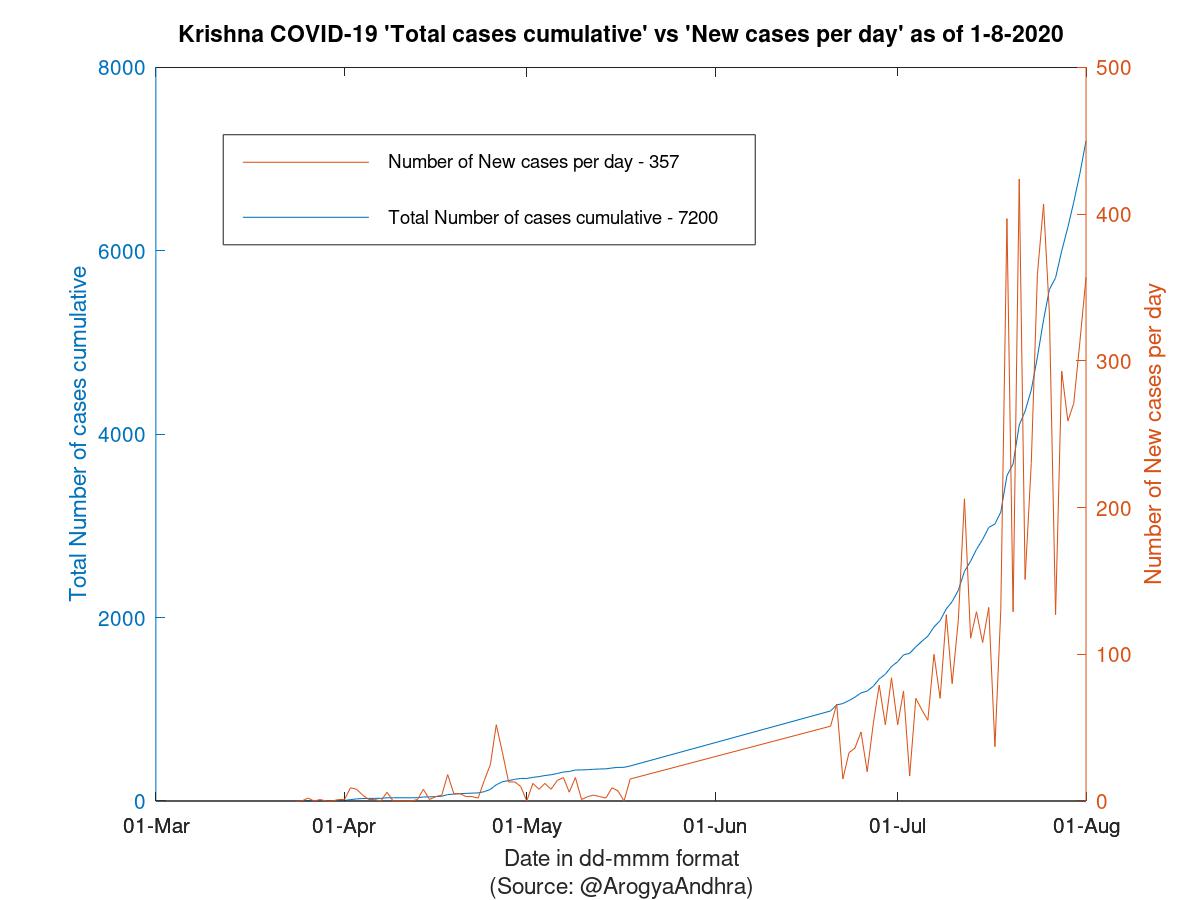 Krishna COVID-19 'Total cases cumulative' vs 'New cases per day' as of 1-8-2020
8000
6000
4000
2000
0
Total Number of cases cumulative
Number of New cases per day - 357
Total Number of cases cumulative - 7200
500
400
300
200
100
0
Number of New cases per day
01-Mar 01-Apr 01-May 01-Jun 01-Jul 01-Aug
Date in dd-mmm format
(Source: @ArogyaAndhra)